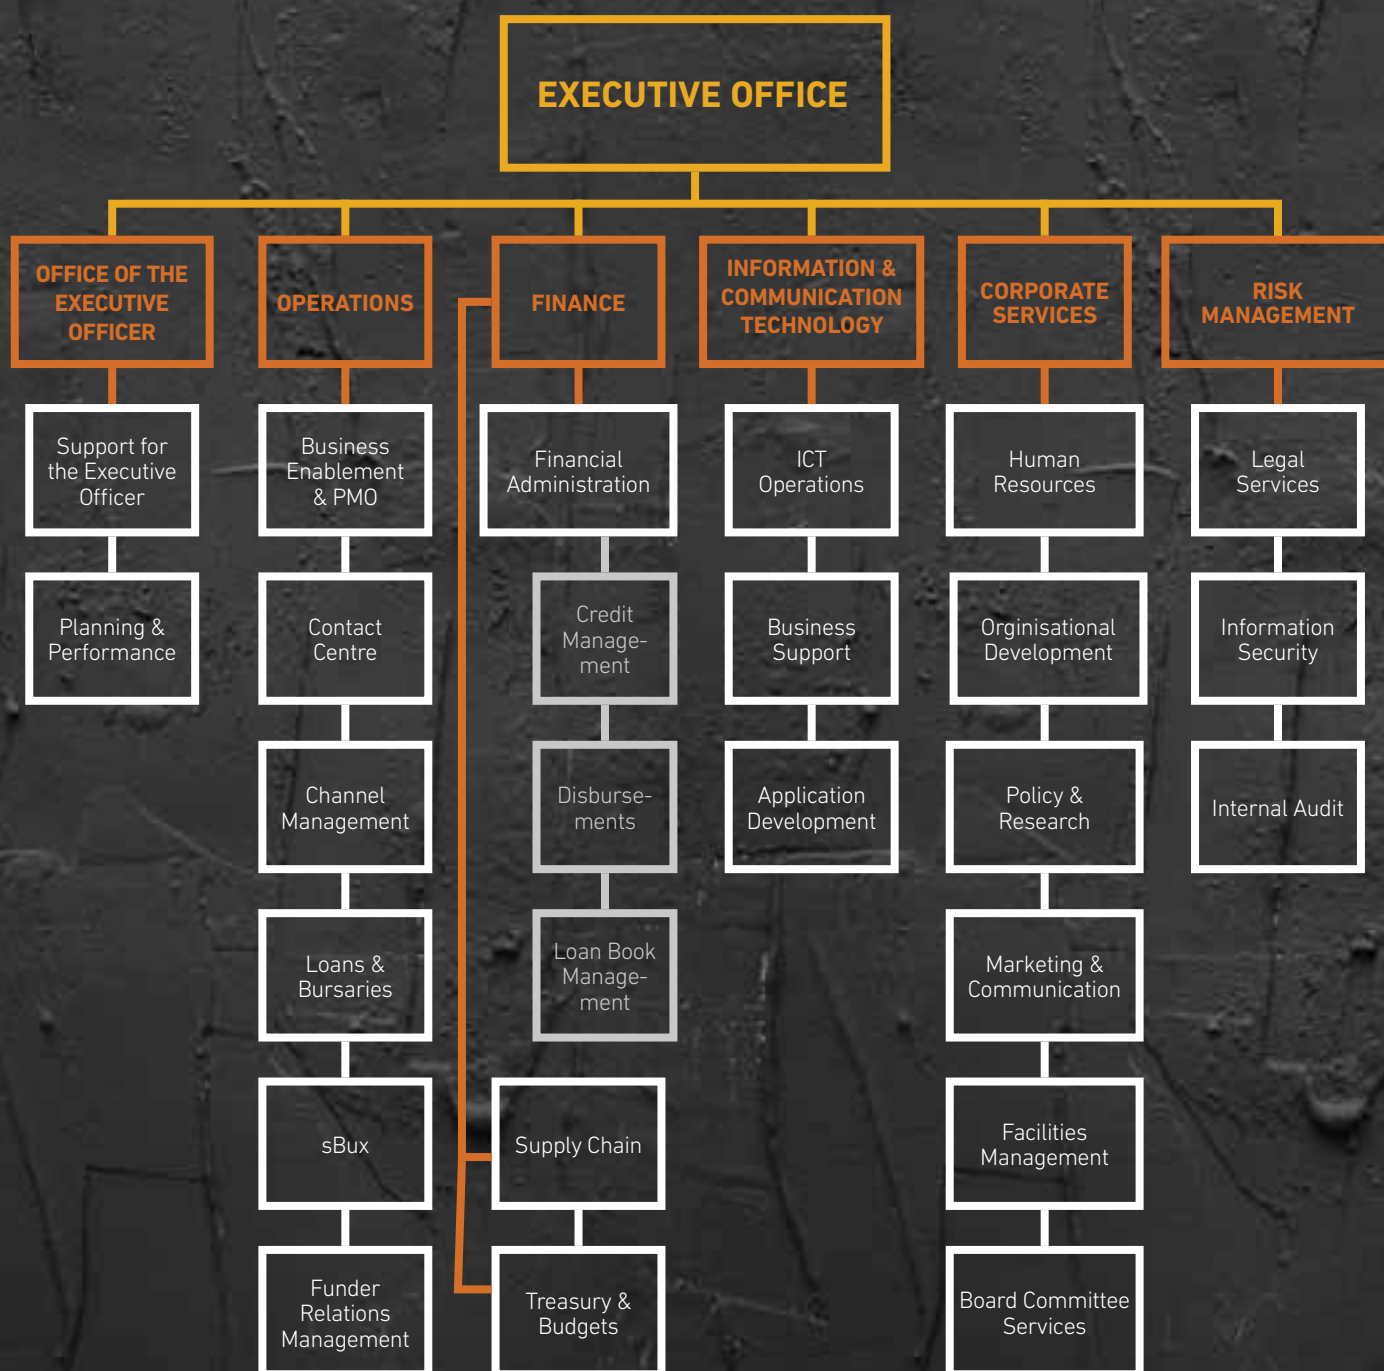 EXECUTIVE OFFICE
OFFICE OF THE
EXECUTIVE
OFFICER
OPERATIONS
FINANCE
INFORMATION &
COMMUNICATION
TECHNOLOGY
CORPORATE
SERVICES
RISK
MANAGEMENT
Support for
the Executive
Officer
Planning &
Performance
Business
Enablement
& PMO
Contact
Centre
Channel
Management
Loans &
Bursaries
sBux
Funder
Relations
Management
Financial
Administration
Credit
Manage-
ment
Disburse-
ments
Loan Book
Manage-
ment
Supply Chain
Treasury &
Budgets
ICT
Operations
Business
Support
Application
Development
Human
Resources
Orginisational
Development
Policy &
Research
Marketing &
Communication
Facilities
Management
Board Committee
Services
Legal
Services
Information
Security
Internal Audit